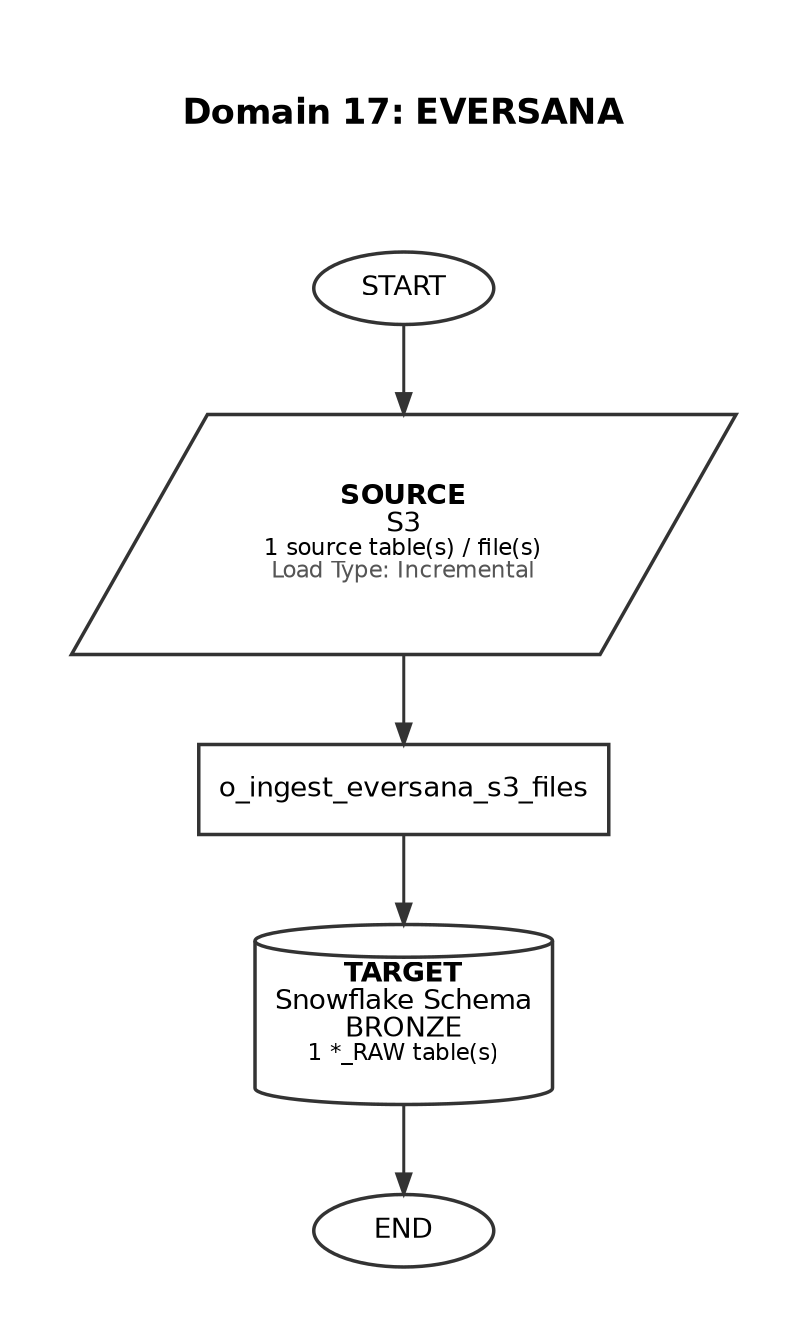 Domain 17: EVERSANA
START
SOURCE
S3
1 source table(s) / file(s)
Load Type: Incremental
o_ingest_eversana_s3_files
TARGET
Snowflake Schema
BRONZE
1 *_RAW table(s)
END